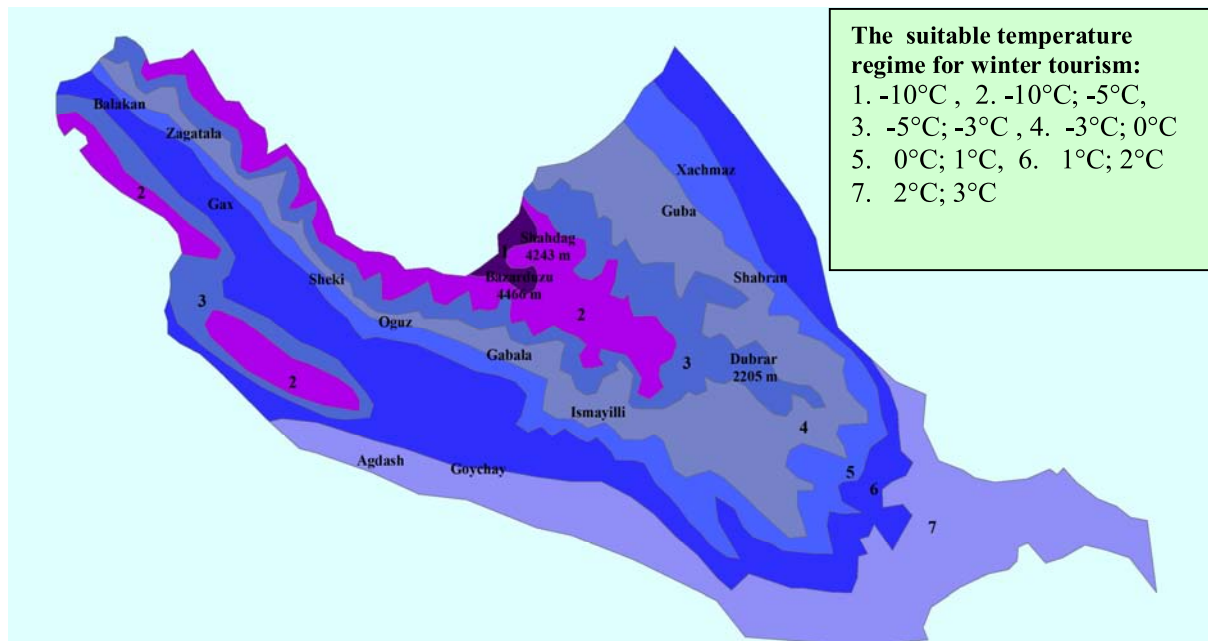 The suitable temperature
regime for winter tourism:
1. -10°C , 2. -10°C; -5°C,
3. -5°C; -3°C , 4. -3°C; 0°C
5. 0°C; 1°C, 6. 1°C; 2°C
7. 2°C; 3°C
Balakan
Zagatala
Xachmaz
2
Gax
Guba
Shahdag
1
4243 m
Sheki
Bazarduzu
4466 m
Shabran
3
Oguz
2
Gabala
3
Dubrar
2205 m
2
Ismayilli
4
Agdash
Goychay
5
6
7